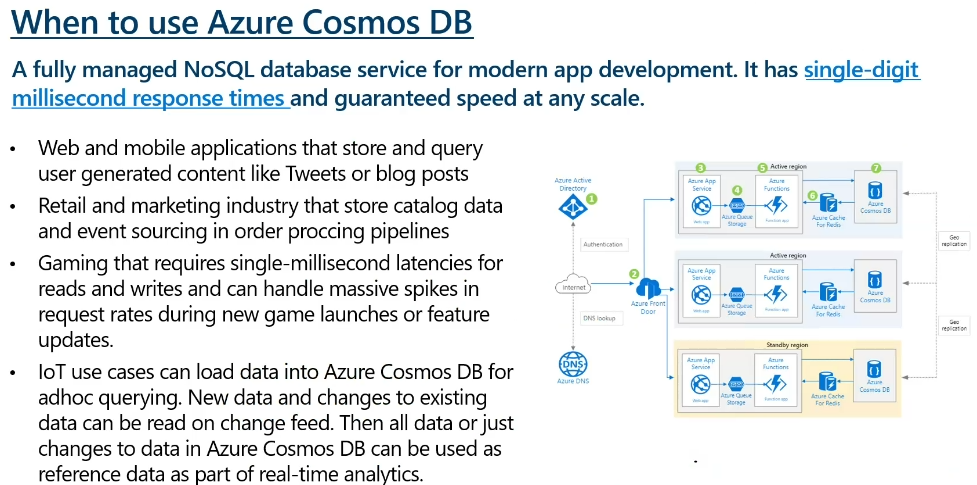 When to use Azure Cosmos DB
A fully managed NoSQL database service for modern app development. It has single-digit
millisecond response times and guaranteed speed at any scale.
• Web and mobile applications that store and query
user generated content like Tweets or blog posts
• Retail and marketing industry that store catalog data
and event sourcing in order proccing pipelines
• Gaming that requires single-millisecond latencies for
reads and writes and can handle massive spikes in
request rates during new game launches or feature
updates.
• IoT use cases can load data into Azure Cosmos DB for
adhoc querying. New data and changes to existing
data can be read on change feed. Then all data or just
changes to data in Azure Cosmos DB can be used as
reference data as part of real-time analytics.
Azure Active
Directory
1
Authentication
Internet
DNS lookup
DNS
Azure DNS
2
Azure Front
Door
Active region
3
Azure App
Service
Web app
4
Azure Queue
Storage
5
Azure
Functions
Function app
6
Azure Cache
For Redis
7
Azure
Cosmos DB
Active region
Azure App
Service
Web app
Azure Queue
Storage
Azure
Functions
Function app
Azure Cache
For Redis
Azure
Cosmos DB
Standby region
Azure App
Service
Web app
Azure Queue
Storage
Azure
Functions
Function app
Azure Cache
For Redis
Azure
Cosmos DB
Geo
replication
Geo
replication